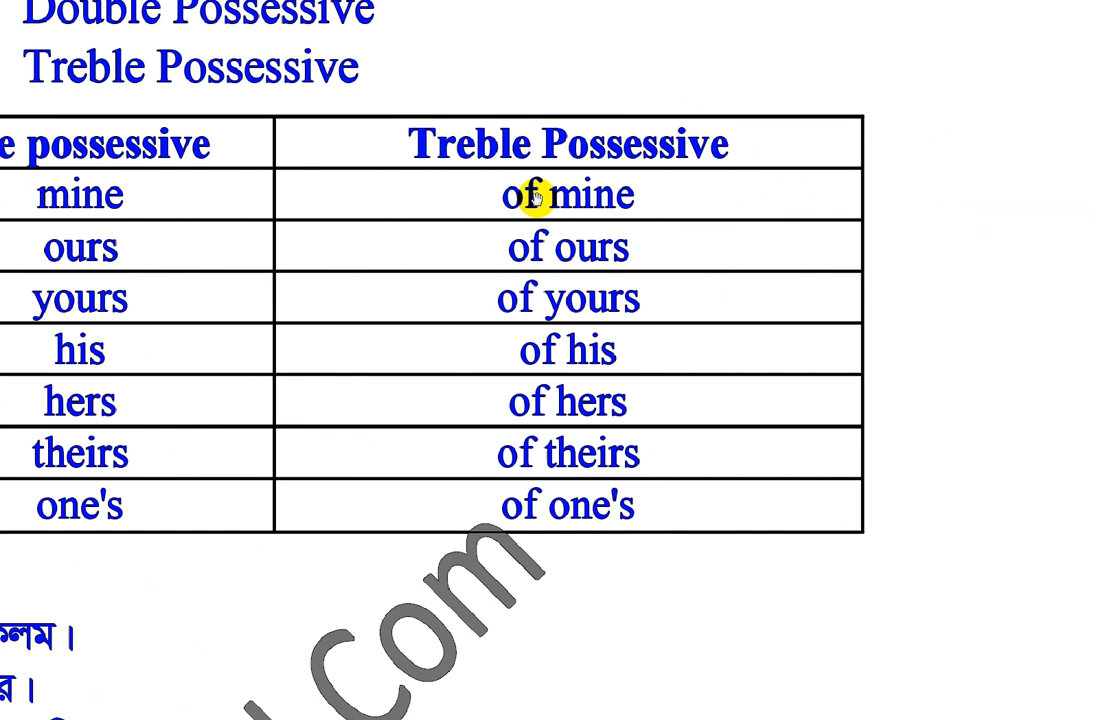 Double Possessive
Treble Possessive
e possessive Treble Possessive
mine of mine
ours of ours
yours of yours
his of his
hers of hers
theirs of theirs
one's of one's
কলম।
র।
.Com